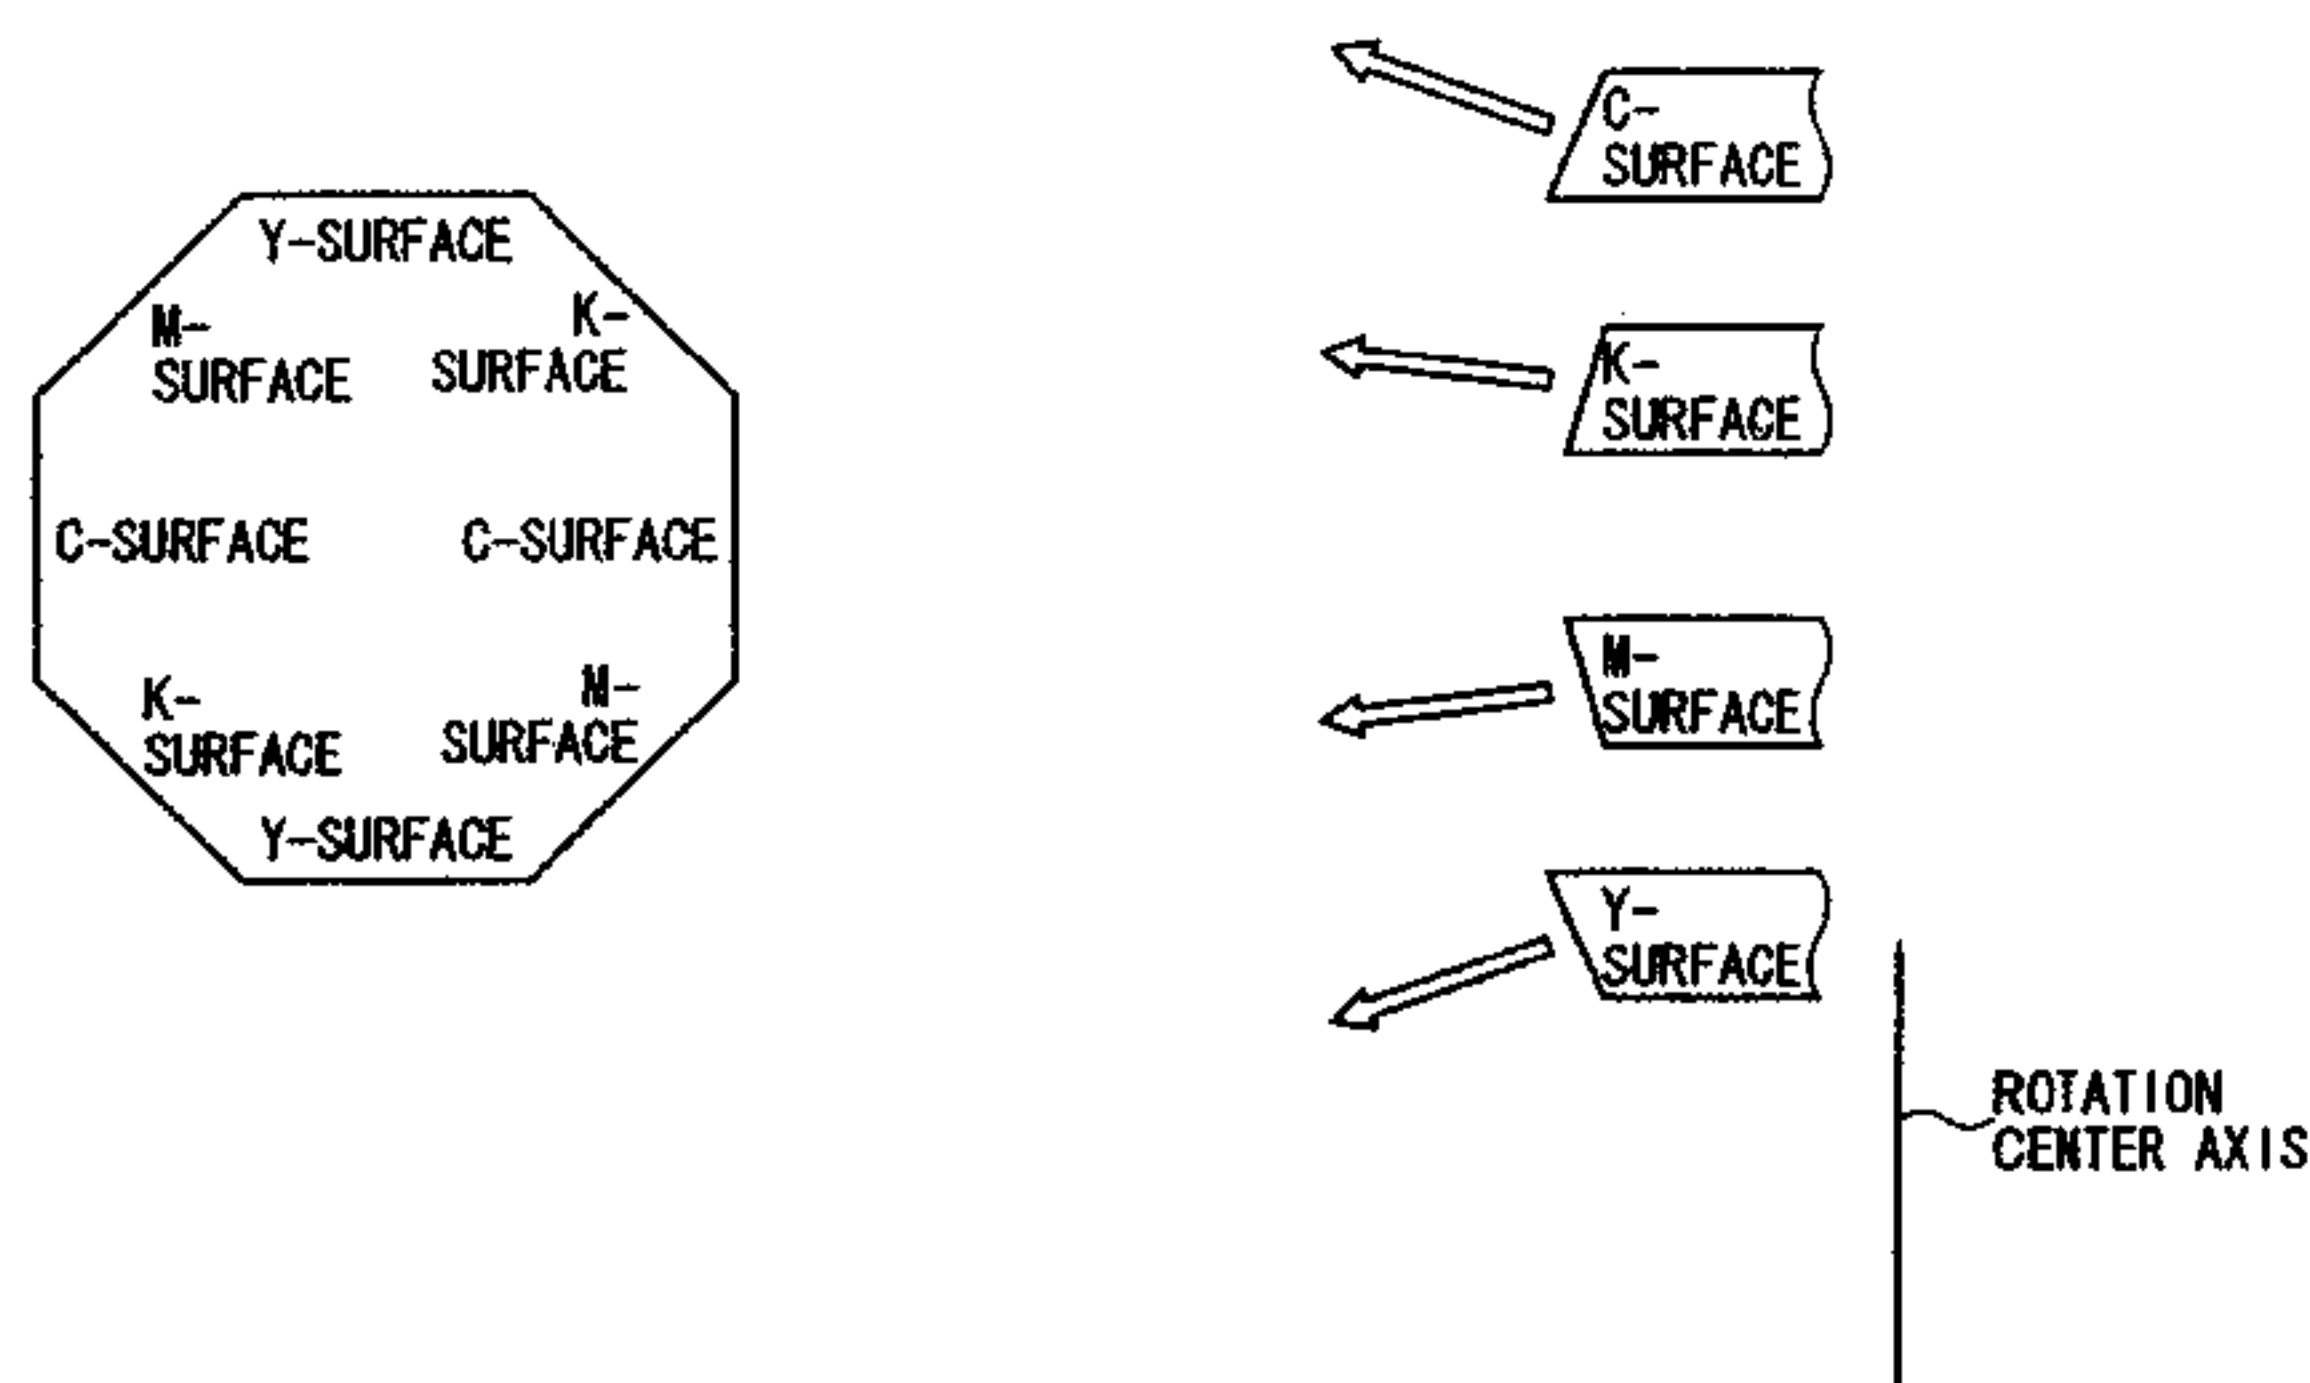 Y-SURFACE
M-
SURFACE
K-
SURFACE
C-SURFACE
C-SURFACE
K-
SURFACE
M-
SURFACE
Y-SURFACE
C-
SURFACE
K-
SURFACE
M-
SURFACE
Y-
SURFACE
ROTATION
CENTER AXIS